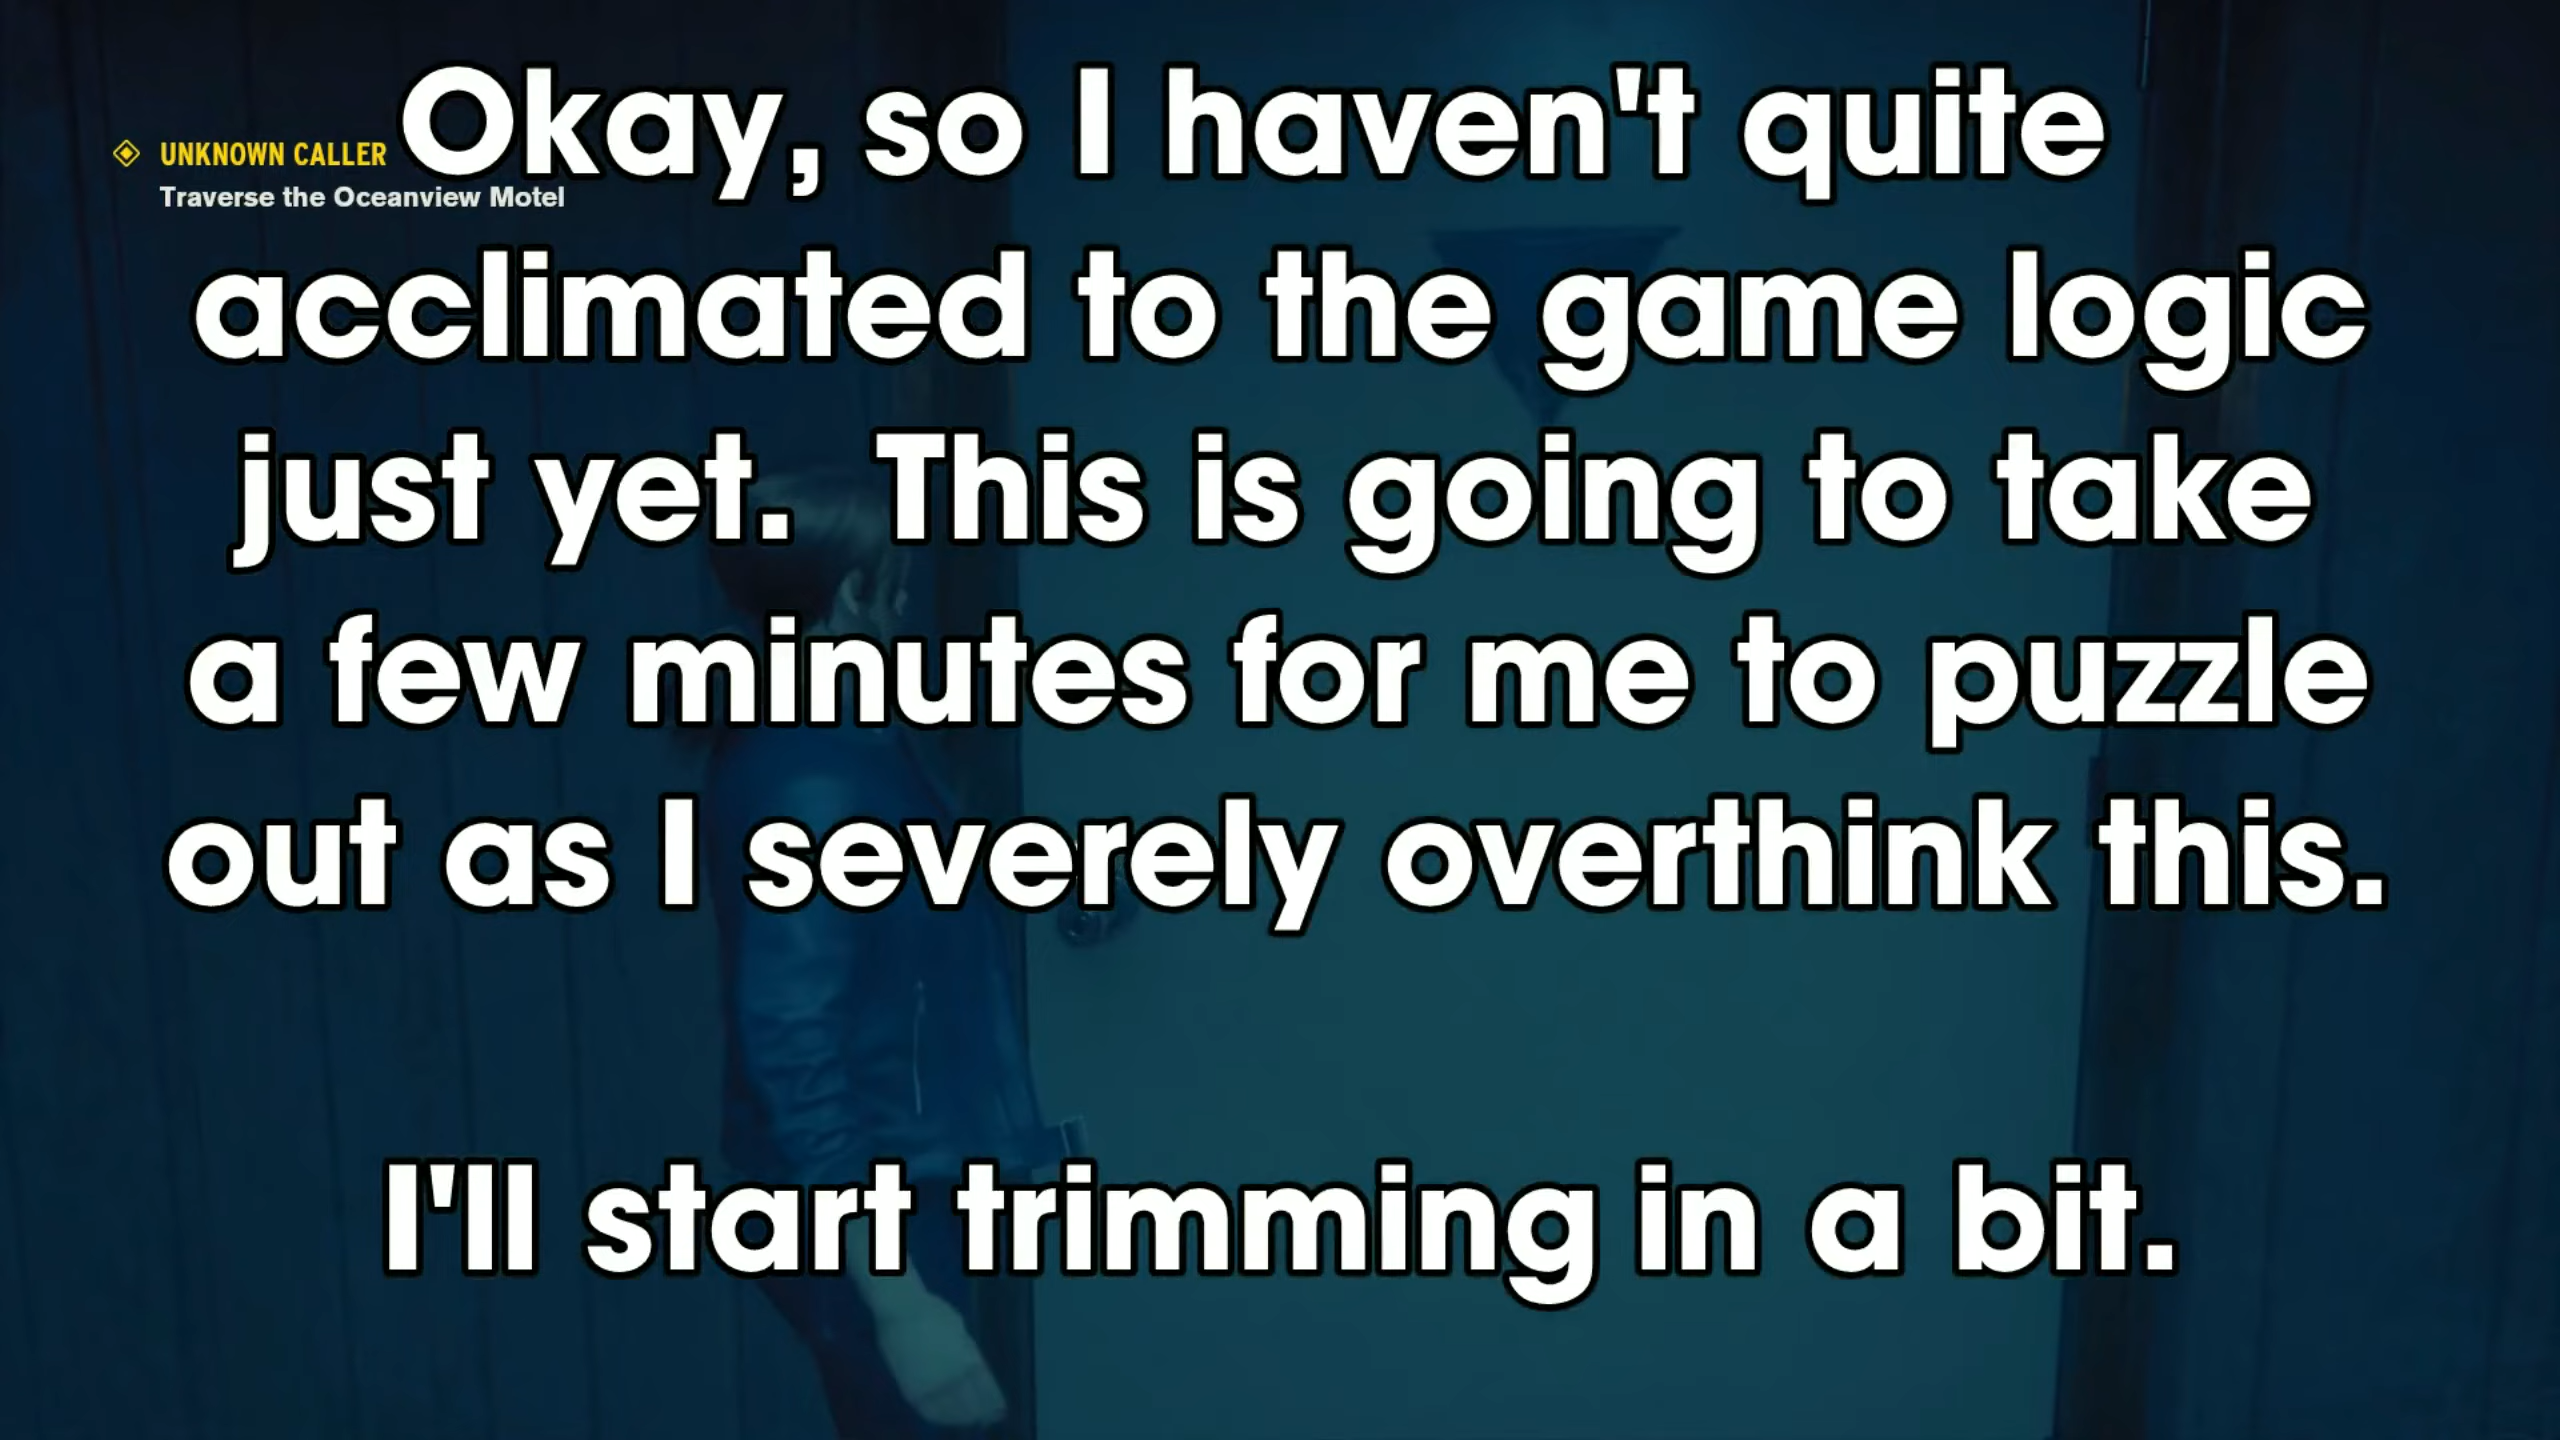 UNKNOWN CALLER
Traverse the Oceanview Motel
Okay, so I haven't quite
acclimated to the game logic
just yet.  This is going to take
a few minutes for me to puzzle
out as I severely overthink this.
I'll start trimming in a bit.